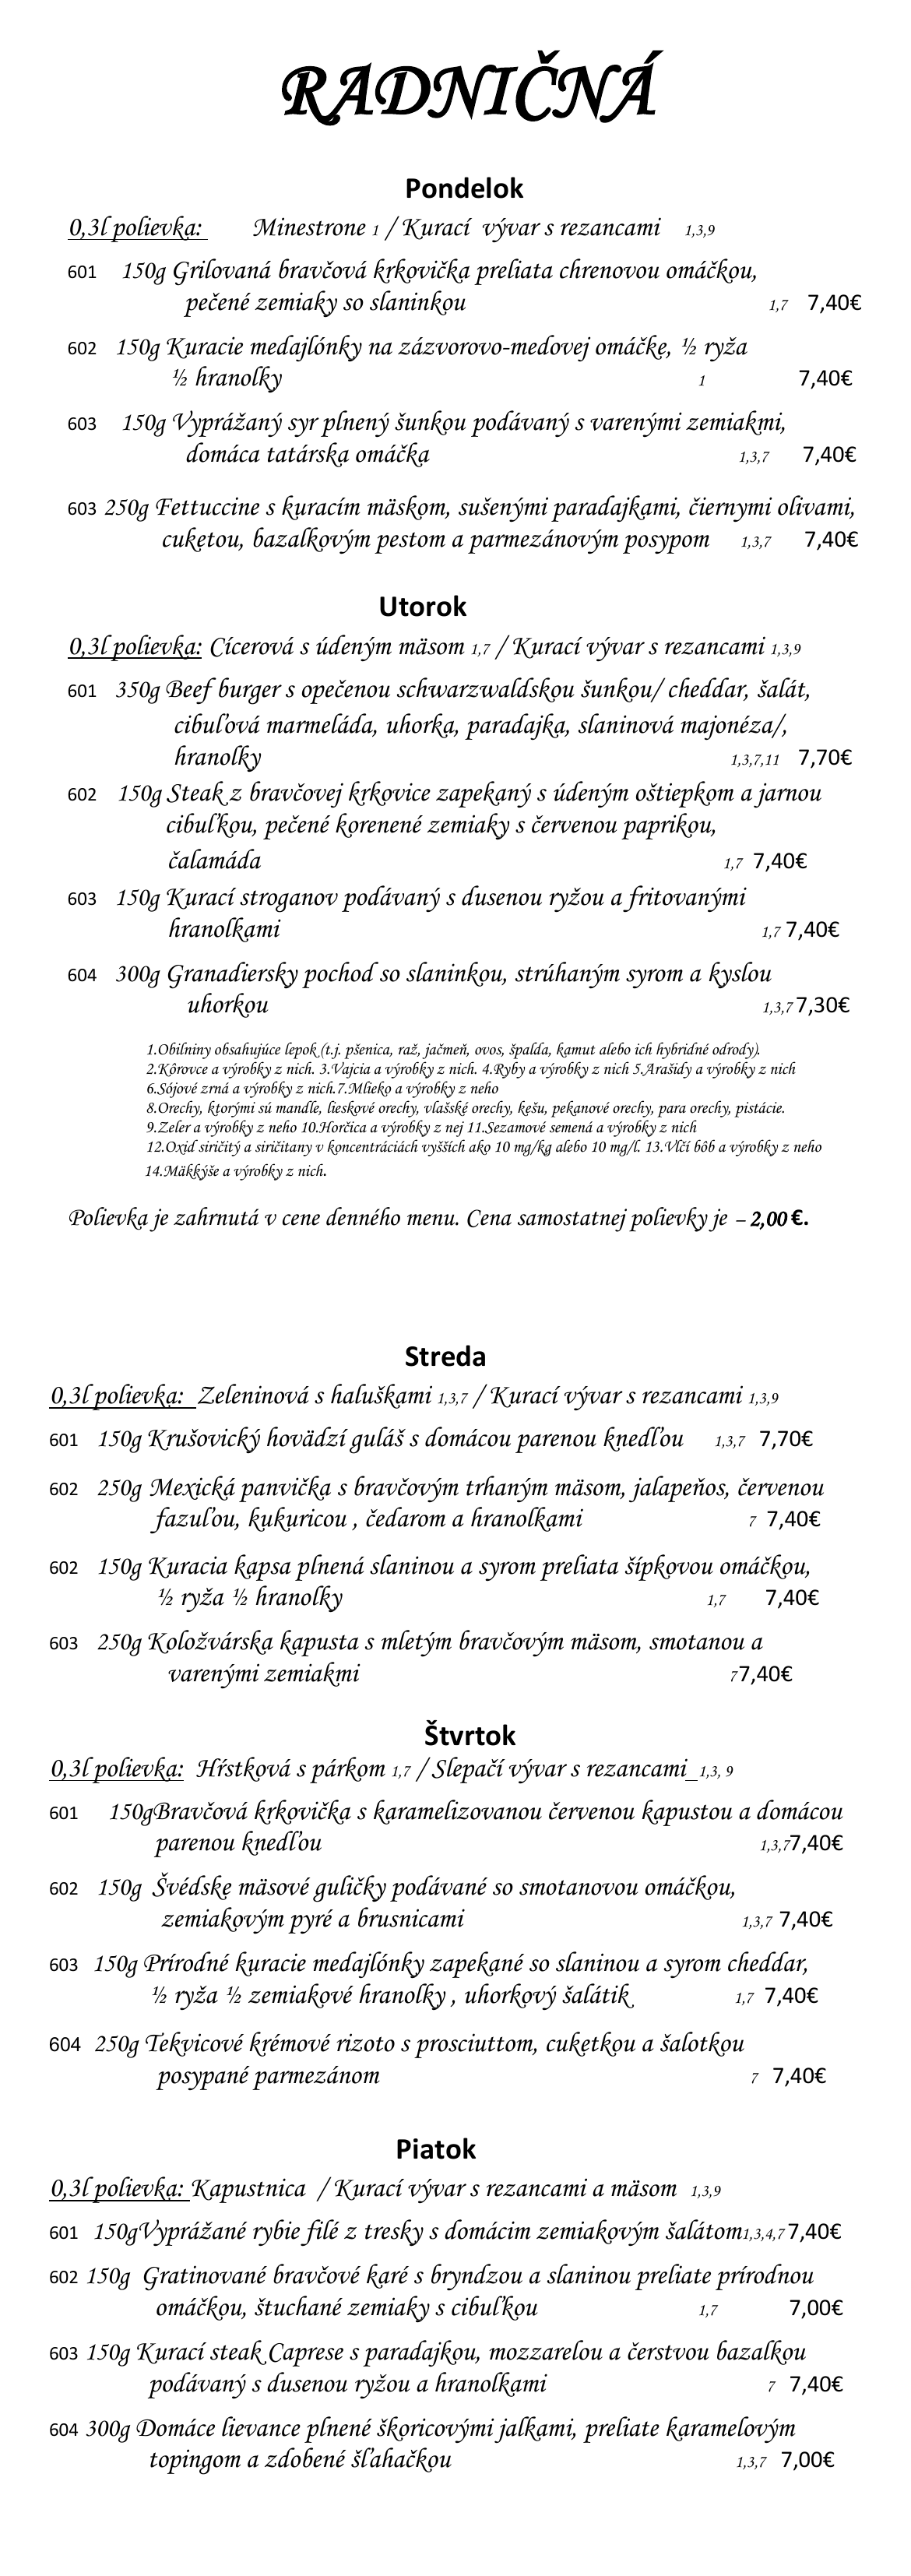 RADNIČNÁ
Pondelok
0,3l polievka: Minestrone 1 / Kurací vývar s rezancami 1,3,9
601 150g Grilovaná bravčová krkovička preliata chrenovou omáčkou,
pečené zemiaky so slaninkou 1,7 7,40€
602 150g Kuracie medajlónky na zázvorovo-medovej omáčke, ½ ryža
½ hranolky 1 7,40€
603 150g Vyprážaný syr plnený šunkou podávaný s varenými zemiakmi,
domáca tatárska omáčka 1,3,7 7,40€
603 250g Fettuccine s kuracím mäskom, sušenými paradajkami, čiernymi olivami,
cuketou, bazalkovým pestom a parmezánovým posypom 1,3,7 7,40€
Utorok
0,3l polievka: Cícerová s údeným mäsom 1,7 / Kurací vývar s rezancami 1,3,9
601 350g Beef burger s opečenou schwarzwaldskou šunkou/ cheddar, šalát,
cibuľová marmeláda, uhorka, paradajka, slaninová majonéza/,
hranolky 1,3,7,11 7,70€
602 150g Steak z bravčovej krkovice zapekaný s údeným oštiepkom a jarnou
cibuľkou, pečené korenené zemiaky s červenou paprikou,
čalamáda 1,7 7,40€
603 150g Kurací stroganov podávaný s dusenou ryžou a fritovanými
hranolkami 1,7 7,40€
604 300g Granadiersky pochod so slaninkou, strúhaným syrom a kyslou
uhorkou 1,3,7 7,30€
1.Obilniny obsahujúce lepok (t.j. pšenica, raž, jačmeň, ovos, špalda, kamut alebo ich hybridné odrody).
2.Kôrovce a výrobky z nich. 3.Vajcia a výrobky z nich. 4.Ryby a výrobky z nich 5.Arašidy a výrobky z nich
6.Sójové zrná a výrobky z nich.7.Mlieko a výrobky z neho
8.Orechy, ktorými sú mandle, lieskové orechy, vlašské orechy, kešu, pekanové orechy, para orechy, pistácie.
9.Zeler a výrobky z neho 10.Horčica a výrobky z nej 11.Sezamové semená a výrobky z nich
12.Oxid siričitý a siričitany v koncentráciách vyšších ako 10 mg/kg alebo 10 mg/l. 13.Vlčí bôb a výrobky z neho
14.Mäkkýše a výrobky z nich.
Polievka je zahrnutá v cene denného menu. Cena samostatnej polievky je – 2,00 €.
Streda
0,3l polievka: Zeleninová s haluškami 1,3,7 / Kurací vývar s rezancami 1,3,9
601 150g Krušovický hovädzí guláš s domácou parenou knedľou 1,3,7 7,70€
602 250g Mexická panvička s bravčovým trhaným mäsom, jalapeňos, červenou
fazuľou, kukuricou , čedarom a hranolkami 7 7,40€
602 150g Kuracia kapsa plnená slaninou a syrom preliata šípkovou omáčkou,
½ ryža ½ hranolky 1,7 7,40€
603 250g Koložvárska kapusta s mletým bravčovým mäsom, smotanou a
varenými zemiakmi 7 7,40€
Štvrtok
0,3l polievka: Hŕstková s párkom 1,7 / Slepačí vývar s rezancami 1,3, 9
601 150gBravčová krkovička s karamelizovanou červenou kapustou a domácou
parenou knedľou 1,3,7 7,40€
602 150g Švédske mäsové guličky podávané so smotanovou omáčkou,
zemiakovým pyré a brusnicami 1,3,7 7,40€
603 150g Prírodné kuracie medajlónky zapekané so slaninou a syrom cheddar,
½ ryža ½ zemiakové hranolky , uhorkový šalátik 1,7 7,40€
604 250g Tekvicové krémové rizoto s prosciuttom, cuketkou a šalotkou
posypané parmezánom 7 7,40€
Piatok
0,3l polievka: Kapustnica / Kurací vývar s rezancami a mäsom 1,3,9
601 150gVyprážané rybie filé z tresky s domácim zemiakovým šalátom1,3,4,7 7,40€
602 150g Gratinované bravčové karé s bryndzou a slaninou preliate prírodnou
omáčkou, štuchané zemiaky s cibuľkou 1,7 7,00€
603 150g Kurací steak Caprese s paradajkou, mozzarelou a čerstvou bazalkou
podávaný s dusenou ryžou a hranolkami 7 7,40€
604 300g Domáce lievance plnené škoricovými jalkami, preliate karamelovým
topingom a zdobené šľahačkou 1,3,7 7,00€